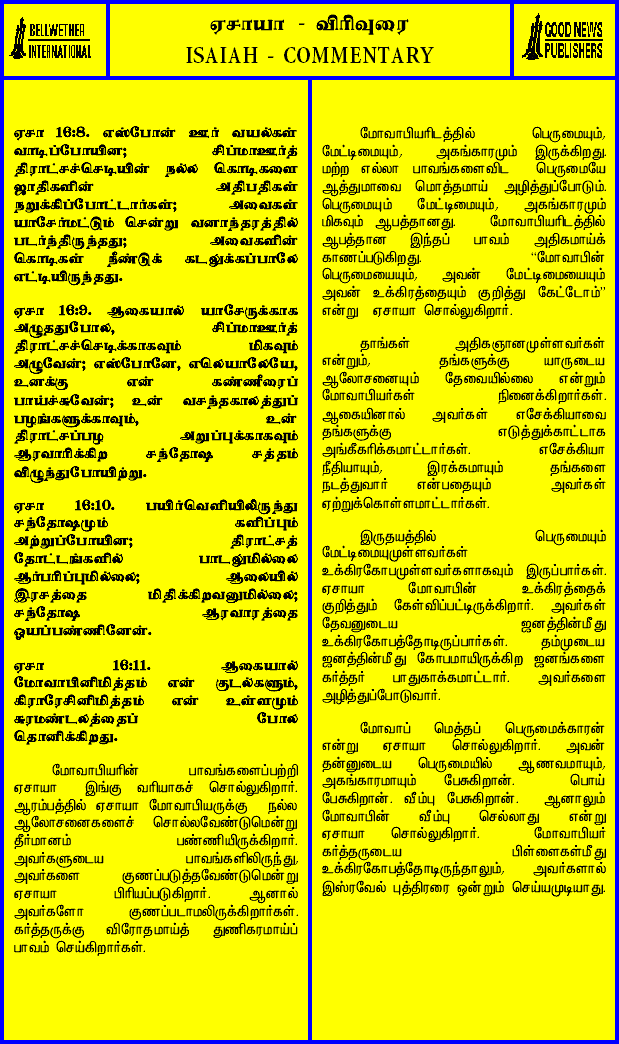 BELLWETHER
INTERNATIONAL
ஏசாயா - விரிவுரை
ISAIAH - COMMENTARY
GOOD NEWS
PUBLISHERS
ஏசா 16:8. எஸ்போன் ஊர் வயல்கள்
வாடிப்போயின; சிப்மாஊர்த்
திராட்சச்செடியின் நல்ல கொடிகளை
ஜாதிகளின் அதிபதிகள்
நறுக்கிப்போட்டார்கள்; அவைகள்
யாசேர்மட்டும் சென்று வனாந்தரத்தில்
படர்ந்திருந்தது; அவைகளின்
கொடிகள் நீண்டுக் கடலுக்கப்பாலே
எட்டியிருந்தது.
ஏசா 16:9. ஆகையால் யாசேருக்காக
அழுததுபோல, சிப்மாஊர்த்
திராட்சச்செடிக்காகவும் மிகவும்
அழுவேன்; எஸ்போனே, எலெயாலேயே,
உனக்கு என் கண்ணீரைப்
பாய்ச்சுவேன்; உன் வசந்தகாலத்துப்
பழங்களுக்காவும், உன்
திராட்சப்பழ அறுப்புக்காகவும்
ஆரவாரிக்கிற சந்தோஷ சத்தம்
விழுந்துபோயிற்று.
ஏசா 16:10. பயிர்வெளியிலிருந்து
சந்தோஷமும் களிப்பும்
அற்றுப்போயின; திராட்சத்
தோட்டங்களில் பாடலுமில்லை
ஆர்பரிப்புமில்லை; ஆலையில்
இரசத்தை மிதிக்கிறவனுமில்லை;
சந்தோஷ ஆரவாரத்தை
ஓயப்பண்ணினேன்.
ஏசா 16:11. ஆகையால்
மோவாபினிமித்தம் என் குடல்களும்,
கிராரேசினிமித்தம் என் உள்ளமும்
சுரமண்டலத்தைப் போல
தொனிக்கிறது.
மோவாபியரின் பாவங்களைப்பற்றி
ஏசாயா இங்கு வரியாகச் சொல்லுகிறார்.
ஆரம்பத்தில் ஏசாயா மோவாபியருக்கு நல்ல
ஆலோசனைகளைச் சொல்லவேண்டுமென்று
தீர்மானம் பண்ணியிருக்கிறார்.
அவர்களுடைய பாவங்களிலிருந்து,
அவர்களை குணப்படுத்தவேண்டுமென்று
ஏசாயா பிரியப்படுகிறார். ஆனால்
அவர்களோ குணப்படாமலிருக்கிறார்கள்.
கர்த்தருக்கு விரோதமாய்த் துணிகரமாய்ப்
பாவம் செய்கிறார்கள்.
மோவாபியரிடத்தில் பெருமையும்,
மேட்டிமையும், அகங்காரமும் இருக்கிறது.
மற்ற எல்லா பாவங்களைவிட பெருமையே
ஆத்துமாவை மொத்தமாய் அழித்துப்போடும்.
பெருமையும் மேட்டிமையும், அகங்காரமும்
மிகவும் ஆபத்தானது. மோவாபியரிடத்தில்
ஆபத்தான இந்தப் பாவம் அதிகமாய்க்
காணப்படுகிறது. “மோவாபின்
பெருமையையும், அவன் மேட்டிமையையும்
அவன் உக்கிரத்தையும் குறித்து கேட்டோம்”
என்று ஏசாயா சொல்லுகிறார்.
தாங்கள் அதிகஞானமுள்ளவர்கள்
என்றும், தங்களுக்கு யாருடைய
ஆலோசனையும் தேவையில்லை என்றும்
மோவாபியர்கள் நினைக்கிறார்கள்.
ஆகையினால் அவர்கள் எசேக்கியாவை
தங்களுக்கு எடுத்துக்காட்டாக
அங்கீகரிக்கமாட்டார்கள். எசேக்கியா
நீதியாயும், இரக்கமாயும் தங்களை
நடத்துவார் என்பதையும் அவர்கள்
ஏற்றுக்கொள்ளமாட்டார்கள்.
இருதயத்தில் பெருமையும்
மேட்டிமையுமுள்ளவர்கள்
உக்கிரகோபமுள்ளவர்களாகவும் இருப்பார்கள்.
ஏசாயா மோவாபின் உக்கிரத்தைக்
குறித்தும் கேள்விப்பட்டிருக்கிறார். அவர்கள்
தேவனுடைய ஜனத்தின்மீது
உக்கிரகோபத்தோடிருப்பார்கள். தம்முடைய
ஜனத்தின்மீது கோபமாயிருக்கிற ஜனங்களை
கர்த்தர் பாதுகாக்கமாட்டார். அவர்களை
அழித்துப்போடுவார்.
மோவாப் மெத்தப் பெருமைக்காரன்
என்று ஏசாயா சொல்லுகிறார். அவன்
தன்னுடைய பெருமையில் ஆணவமாயும்,
அகங்காரமாயும் பேசுகிறான். பொய்
பேசுகிறான். வீம்பு பேசுகிறான். ஆனாலும்
மோவாபின் வீம்பு செல்லாது என்று
ஏசாயா சொல்லுகிறார். மோவாபியர்
கர்த்தருடைய பிள்ளைகள்மீது
உக்கிரகோபத்தோடிருந்தாலும், அவர்களால்
இஸ்ரவேல் புத்திரரை ஒன்றும் செய்யமுடியாது.